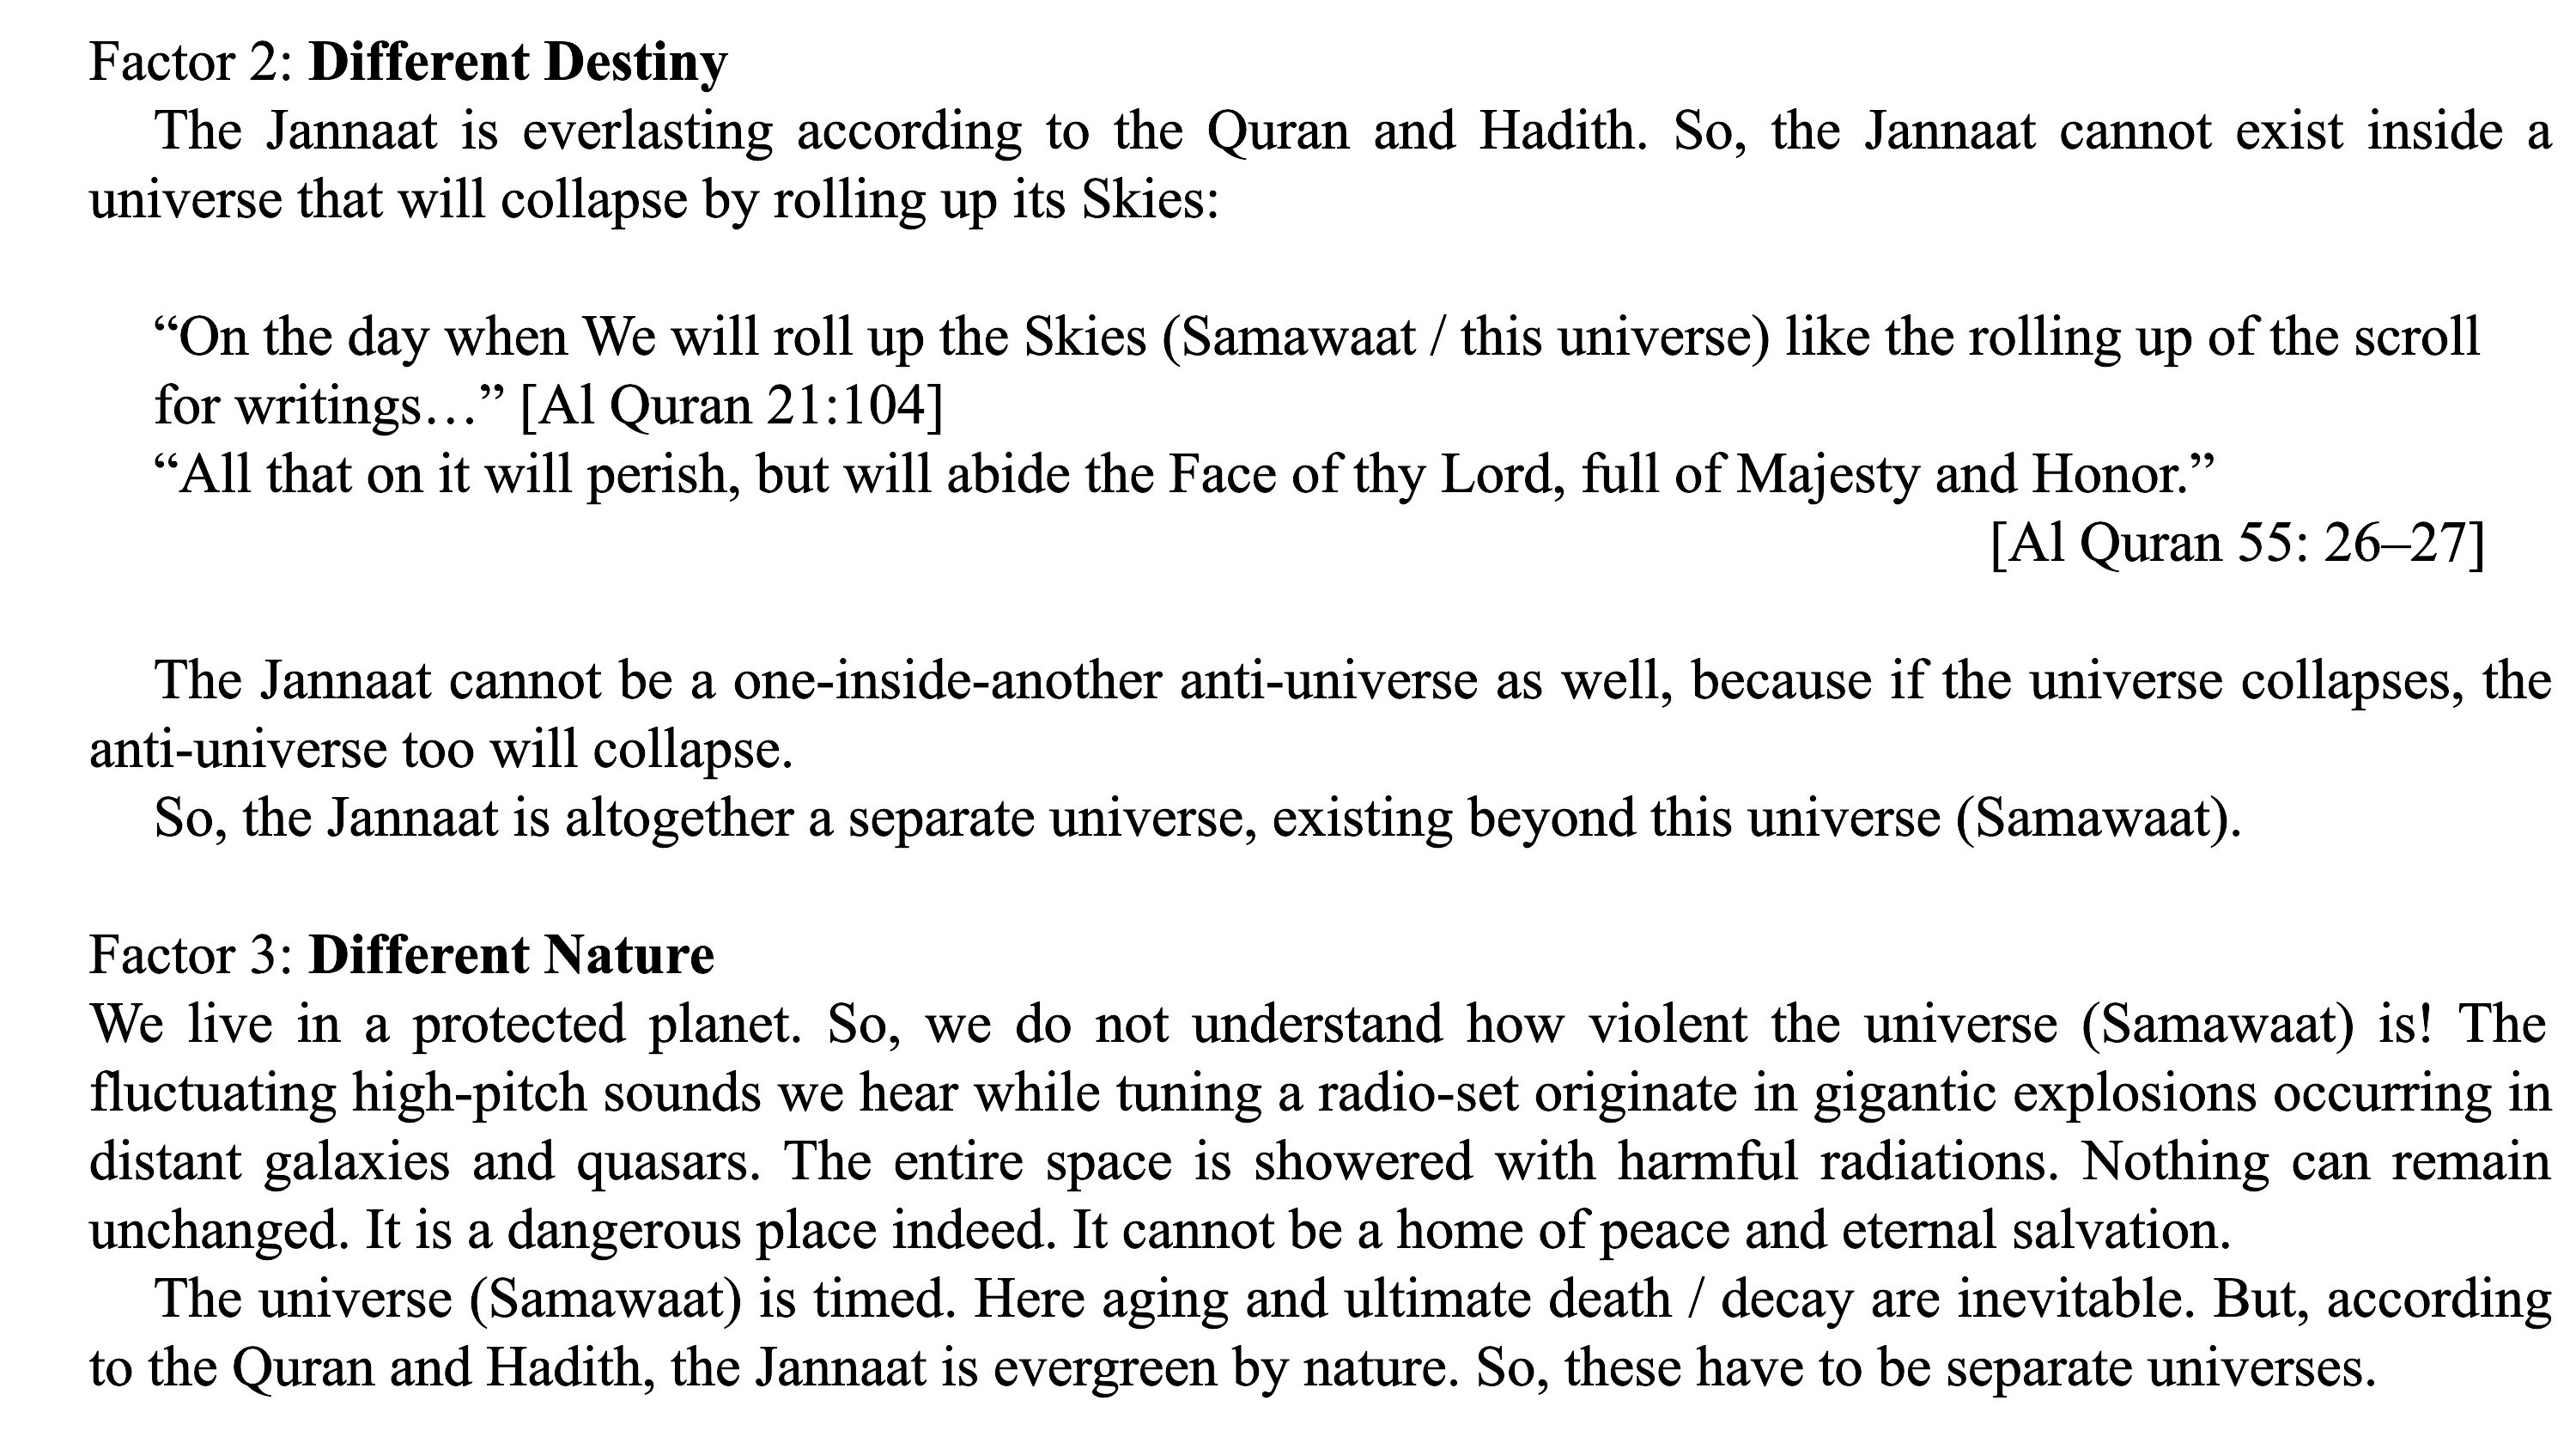 Factor 2: Different Destiny
The Jannaat is everlasting according to the Quran and Hadith. So, the Jannaat cannot exist inside a
universe that will collapse by rolling up its Skies:
“On the day when We will roll up the Skies (Samawaat / this universe) like the rolling up of the scroll
for writings…” [Al Quran 21:104]
“All that on it will perish, but will abide the Face of thy Lord, full of Majesty and Honor.”
[Al Quran 55: 26–27]
The Jannaat cannot be a one-inside-another anti-universe as well, because if the universe collapses, the
anti-universe too will collapse.
So, the Jannaat is altogether a separate universe, existing beyond this universe (Samawaat).
Factor 3: Different Nature
We live in a protected planet. So, we do not understand how violent the universe (Samawaat) is! The
fluctuating high-pitch sounds we hear while tuning a radio-set originate in gigantic explosions occurring in
distant galaxies and quasars. The entire space is showered with harmful radiations. Nothing can remain
unchanged. It is a dangerous place indeed. It cannot be a home of peace and eternal salvation.
The universe (Samawaat) is timed. Here aging and ultimate death / decay are inevitable. But, according
to the Quran and Hadith, the Jannaat is evergreen by nature. So, these have to be separate universes.